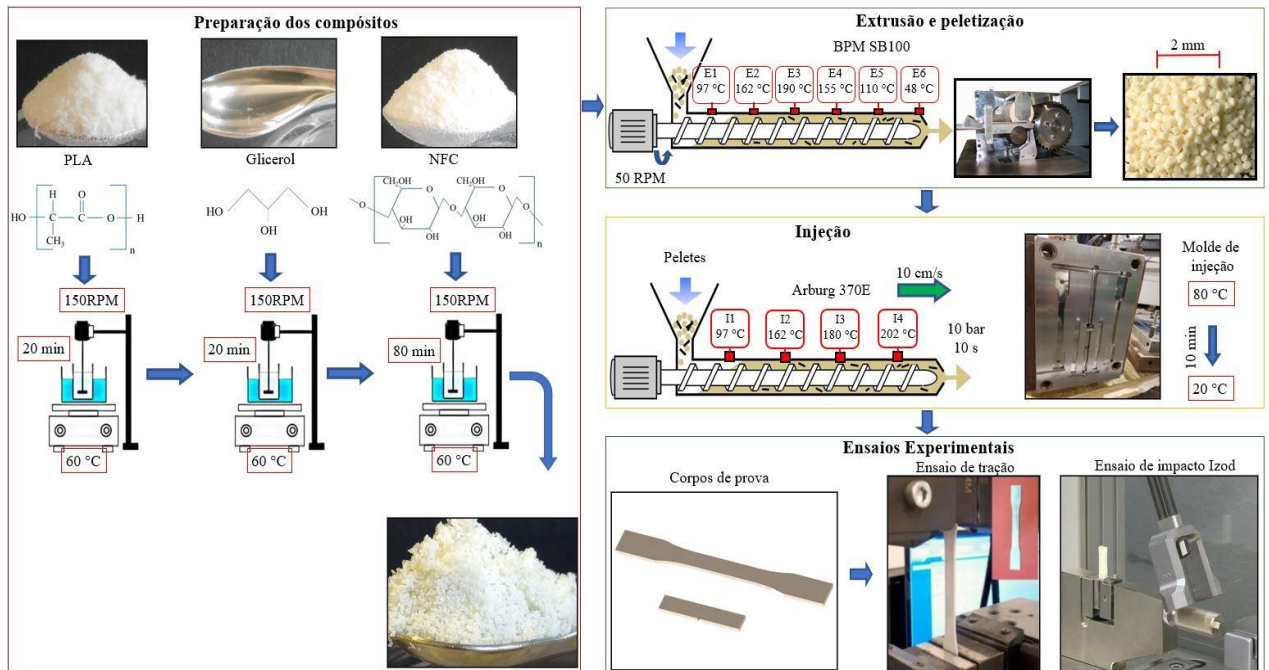 Preparação dos compósitos
PLA
Glicerol
NFC
HO
H
O
C
C
O
H
CH₃
n
HO
OH
OH
CH₂OH
O
OH
OH
O
CH₂OH
O
OH
OH
O
n
150RPM
20 min
60 °C
150RPM
20 min
60 °C
150RPM
80 min
60 °C
Extrusão e peletização
BPM SB100
E1
97 °C
E2
162 °C
E3
190 °C
E4
155 °C
E5
110 °C
E6
48 °C
50 RPM
2 mm
Injeção
Peletes
Arburg 370E
10 cm/s
I1
97 °C
I2
162 °C
I3
180 °C
I4
202 °C
10 bar
10 s
Molde de
injeção
80 °C
10 min
20 °C
Ensaios Experimentais
Corpos de prova
Ensaio de tração
Ensaio de impacto Izod